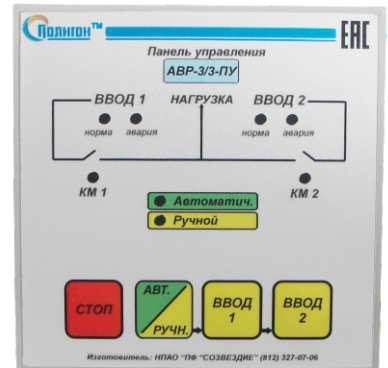 Полигон™
EAC
Панель управления
АВР-3/3-ПУ
ВВОД 1 НАГРУЗКА ВВОД 2
норма авария норма авария
КМ 1 КМ 2
Автоматич.
Ручной
СТОП
АВТ.
РУЧН.
ВВОД 1
ВВОД 2
Изготовитель: НПАО "ПФ "СОЗВЕЗДИЕ" (812) 327-07-06